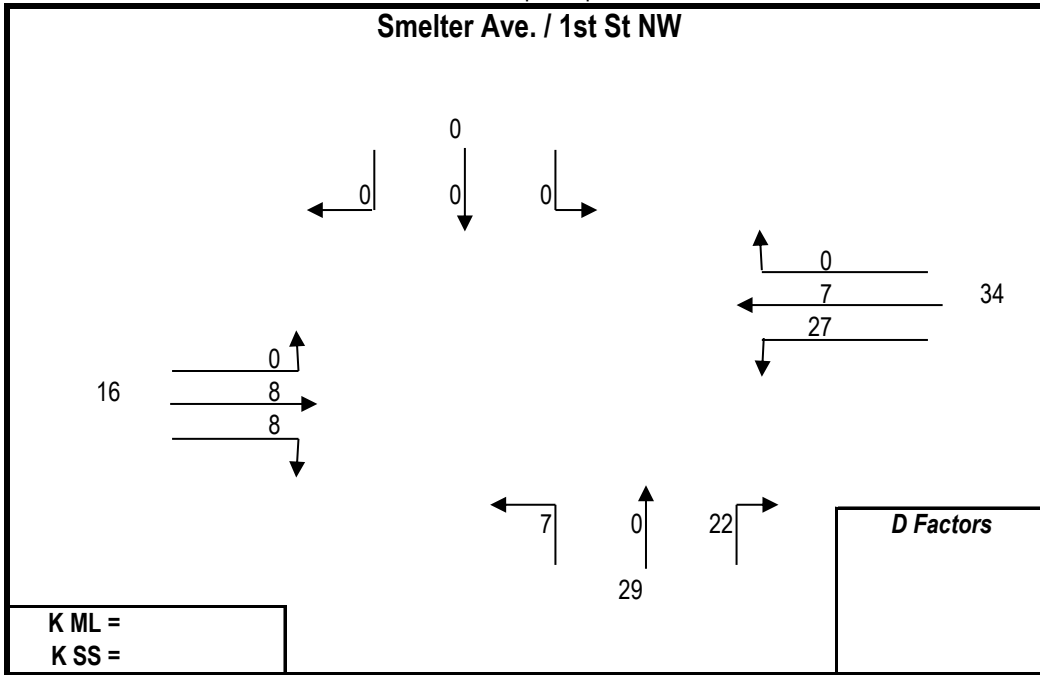 Smelter Ave. / 1st St NW
0
0 0 0
0
7 34
27
0
16 8
8
7 0 22
29
D Factors
K ML =
K SS =